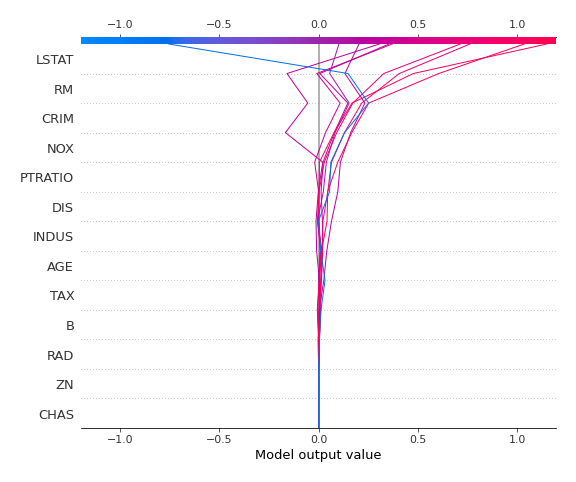 −1.0 −0.5 0.0 0.5 1.0
LSTAT
RM
CRIM
NOX
PTRATIO
DIS
INDUS
AGE
TAX
B
RAD
ZN
CHAS
−1.0 −0.5 0.0 0.5 1.0
Model output value